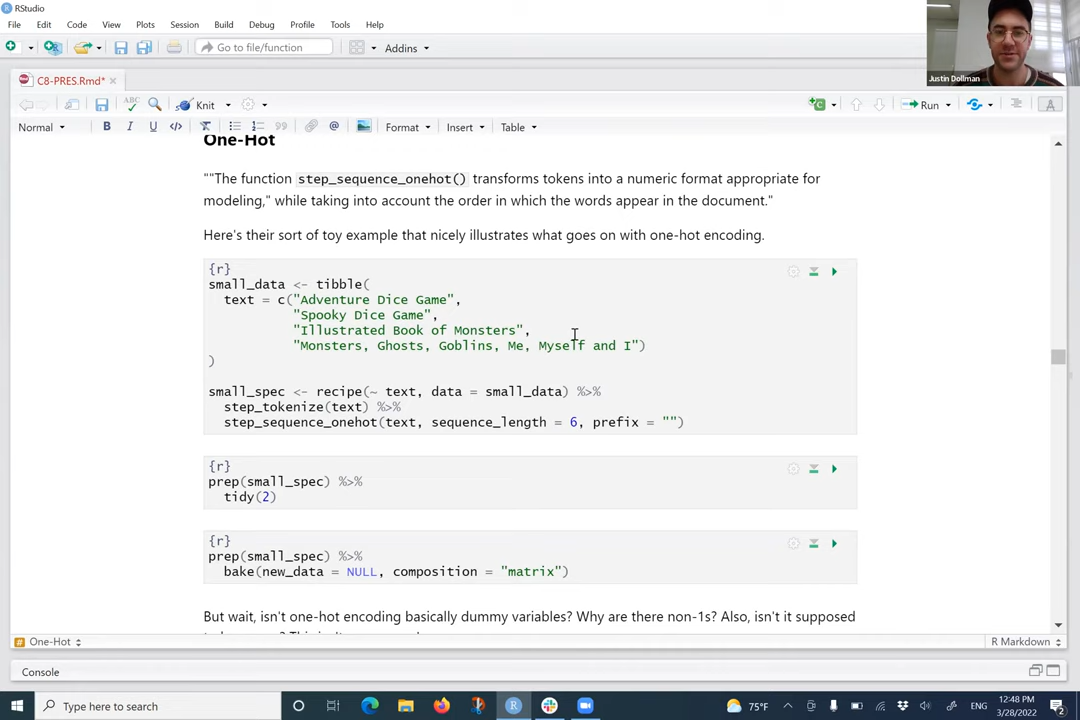 RStudio
File Edit Code View Plots Session Build Debug Profile Tools Help
Go to file/function Addins
Justin Dollman
C8-PRES.Rmd*
ABC Knit Run
Normal B I U Format Insert Table
One-Hot
""The function step_sequence_onehot() transforms tokens into a numeric format appropriate for
modeling," while taking into account the order in which the words appear in the document."
Here's their sort of toy example that nicely illustrates what goes on with one-hot encoding.
{r}
small_data <- tibble(
text = c("Adventure Dice Game",
"Spooky Dice Game",
"Illustrated Book of Monsters",
"Monsters, Ghosts, Goblins, Me, Myself and I")
)
small_spec <- recipe(~ text, data = small_data) %>%
step_tokenize(text) %>%
step_sequence_onehot(text, sequence_length = 6, prefix = "")
{r}
prep(small_spec) %>%
tidy(2)
{r}
prep(small_spec) %>%
bake(new_data = NULL, composition = "matrix")
But wait, isn't one-hot encoding basically dummy variables? Why are there non-1s? Also, isn't it supposed
# One-Hot R Markdown
Console
Type here to search
75°F
ENG
12:48 PM
3/28/2022
2